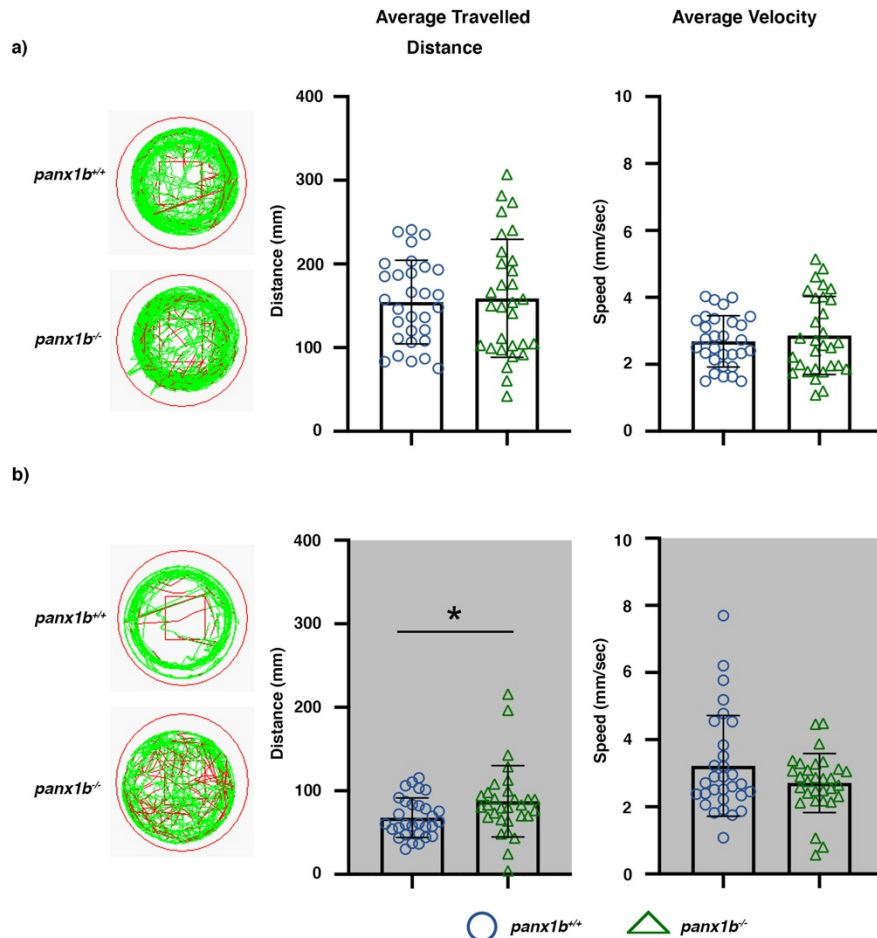 Average Travelled
Distance
Average Velocity
a)
panx1b+/+
panx1b-/-
Distance (mm)
400
300
200
100
0
Speed (mm/sec)
10
8
6
4
2
0
b)
panx1b+/+
panx1b-/-
Distance (mm)
400
300
200
100
0
*
Speed (mm/sec)
10
8
6
4
2
0
panx1b+/+
panx1b-/-